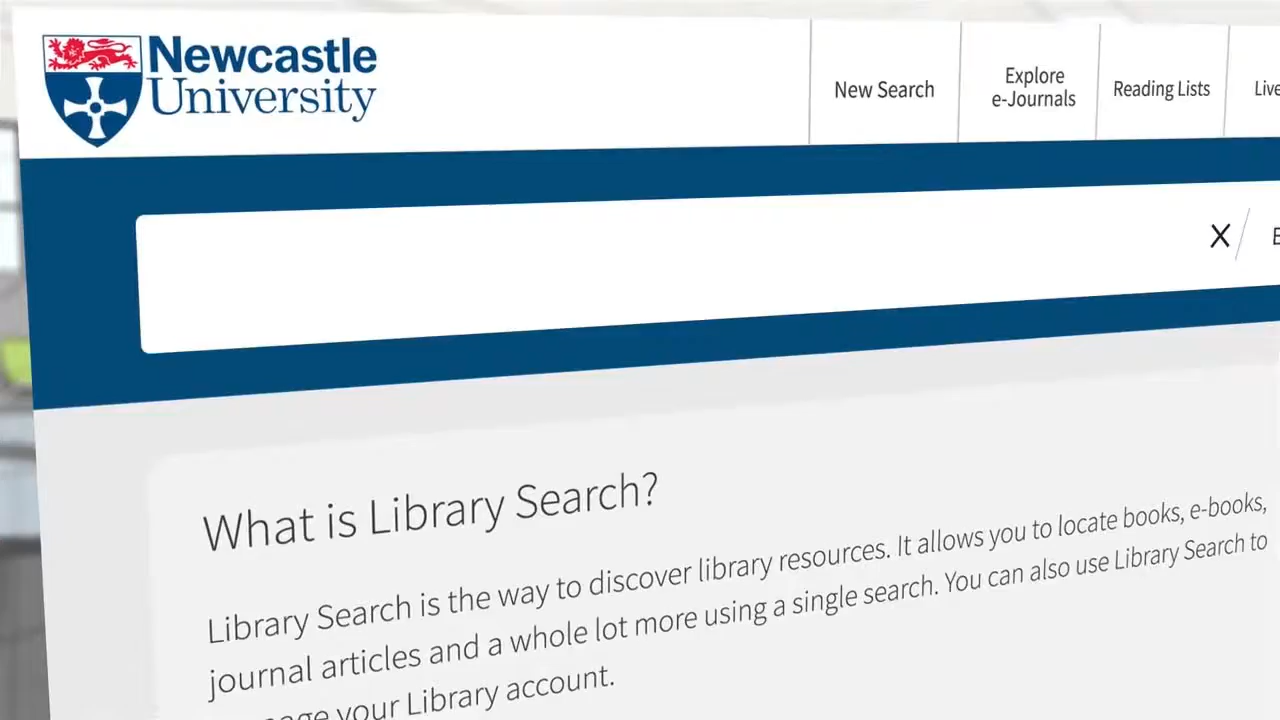 Newcastle
University
New Search
Explore
e-Journals
Reading Lists
X
What is Library Search?
Library Search is the way to discover library resources. It allows you to locate books, e-books,
journal articles and a whole lot more using a single search. You can also use Library Search to
your Library account.